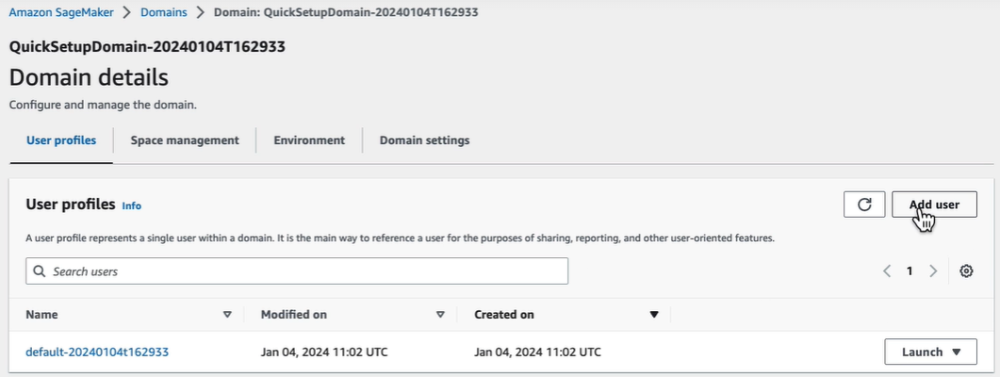 Amazon SageMaker > Domains > Domain: QuickSetupDomain-20240104T162933
QuickSetupDomain-20240104T162933
Domain details
Configure and manage the domain.
User profiles Space management Environment Domain settings
User profiles Info Add user
A user profile represents a single user within a domain. It is the main way to reference a user for the purposes of sharing, reporting, and other user-oriented features.
Search users 1
Name Modified on Created on
default-20240104t162933 Jan 04, 2024 11:02 UTC Jan 04, 2024 11:02 UTC Launch